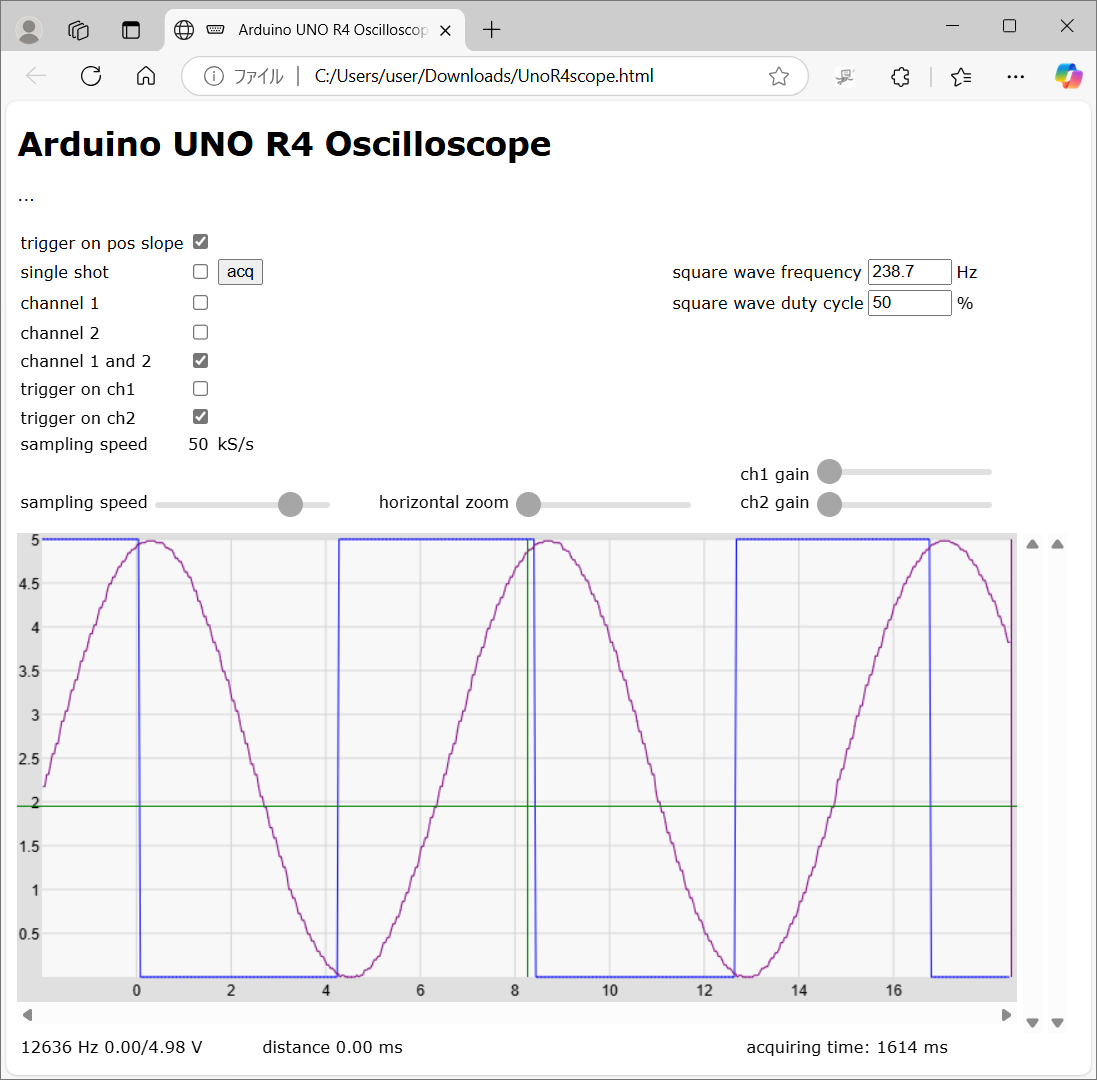 Arduino UNO R4 Oscilloscop
ファイル C:/Users/user/Downloads/UnoR4scope.html
Arduino UNO R4 Oscilloscope
...
trigger on pos slope
single shot acq square wave frequency 238.7 Hz
channel 1 square wave duty cycle 50 %
channel 2
channel 1 and 2
trigger on ch1
trigger on ch2
sampling speed 50 kS/s
ch1 gain
sampling speed horizontal zoom ch2 gain
5
4.5
4
3.5
3
2.5
2
1.5
1
0.5
0 2 4 6 8 10 12 14 16
12636 Hz 0.00/4.98 V distance 0.00 ms acquiring time: 1614 ms